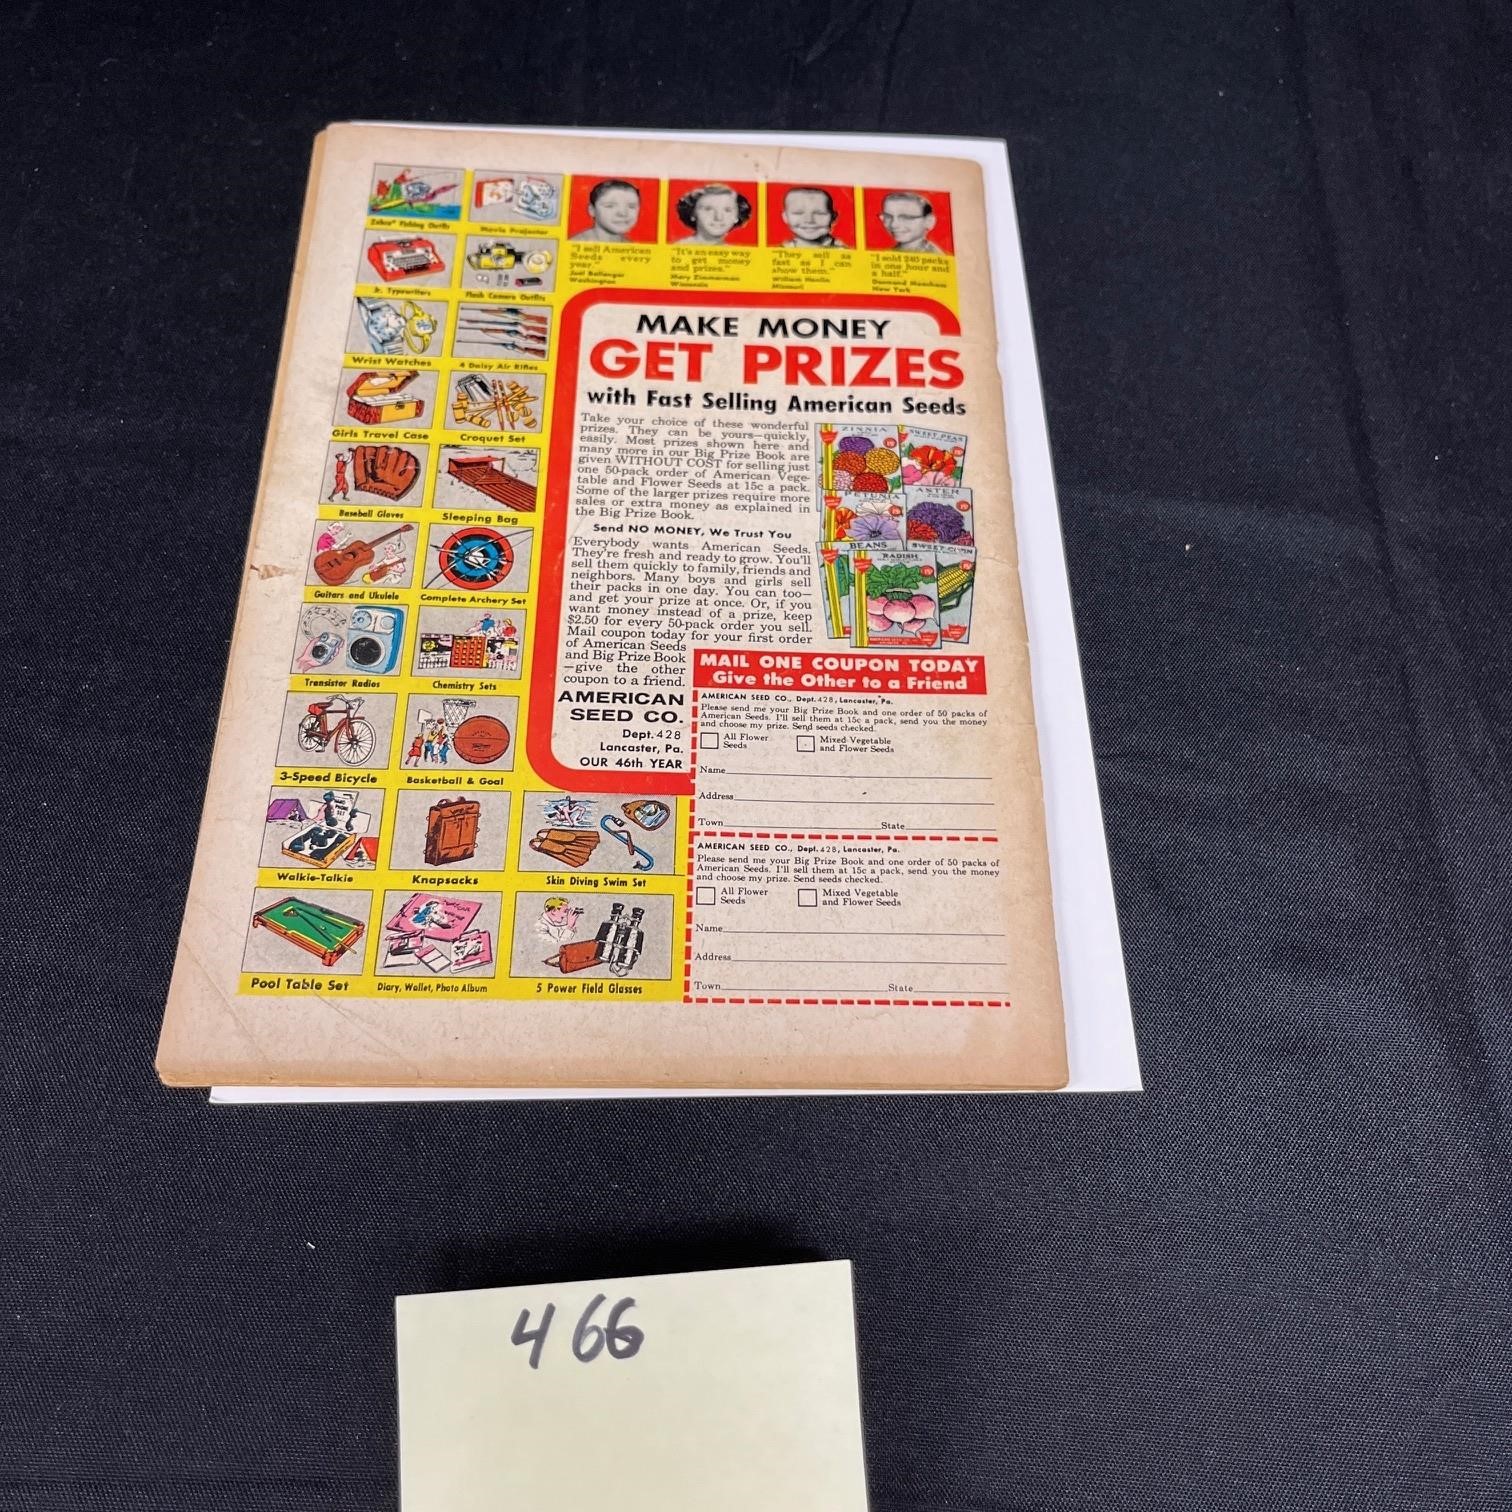 Zebco® Fishing Outfits
Movie Projector
Jr. Typewriters
Flash Camera Outfits
Wrist Watches
4 Daisy Air Rifles
Girls Travel Case
Croquet Set
Baseball Gloves
Sleeping Bag
Guitars and Ukulele
Complete Archery Set
Transistor Radios
Chemistry Sets
3-Speed Bicycle
Basketball & Goal
Walkie-Talkie
Knapsacks
Skin Diving Swim Set
Pool Table Set
Diary, Wallet, Photo Album
5 Power Field Glasses
"I sell American
Seeds every
year."
Joel Bellenger
Washington
"It's an easy way
to get money
and prizes."
Mary Zimmerman
Wisconsin
"They sell as
fast as I can
show them."
William Hamlin
Missouri
"I sold 240 packs
in one hour and
a half."
Desmond Meacham
New York
MAKE MONEY
GET PRIZES
with Fast Selling American Seeds
Take your choice of these wonderful
prizes. They can be yours—quickly,
easily. Most prizes shown here and
many more in our Big Prize Book are
given WITHOUT COST for selling just
one 50-pack order of American Vege-
table and Flower Seeds at 15c a pack.
Some of the larger prizes require more
sales or extra money as explained in
the Big Prize Book.
Send NO MONEY, We Trust You
Everybody wants American Seeds.
They're fresh and ready to grow. You'll
sell them quickly to family, friends and
neighbors. Many boys and girls sell
their packs in one day. You can too—
and get your prize at once. Or, if you
want money instead of a prize, keep
$2.50 for every 50-pack order you sell.
Mail coupon today for your first order
of American Seeds
and Big Prize Book
—give the other
coupon to a friend.
AMERICAN
SEED CO.
Dept. 428
Lancaster, Pa.
OUR 46th YEAR
ZINNIA
SWEET PEAS
PETUNIA
ASTER
BEANS
SWEET CORN
RADISH
MAIL ONE COUPON TODAY
Give the Other to a Friend
AMERICAN SEED CO., Dept. 428, Lancaster, Pa.
Please send me your Big Prize Book and one order of 50 packs of
American Seeds. I'll sell them at 15c a pack, send you the money
and choose my prize. Send seeds checked.
All Flower
Seeds
Mixed Vegetable
and Flower Seeds
Name
Address
Town State
AMERICAN SEED CO., Dept. 428, Lancaster, Pa.
Please send me your Big Prize Book and one order of 50 packs of
American Seeds. I'll sell them at 15c a pack, send you the money
and choose my prize. Send seeds checked.
All Flower
Seeds
Mixed Vegetable
and Flower Seeds
Name
Address
Town State
466